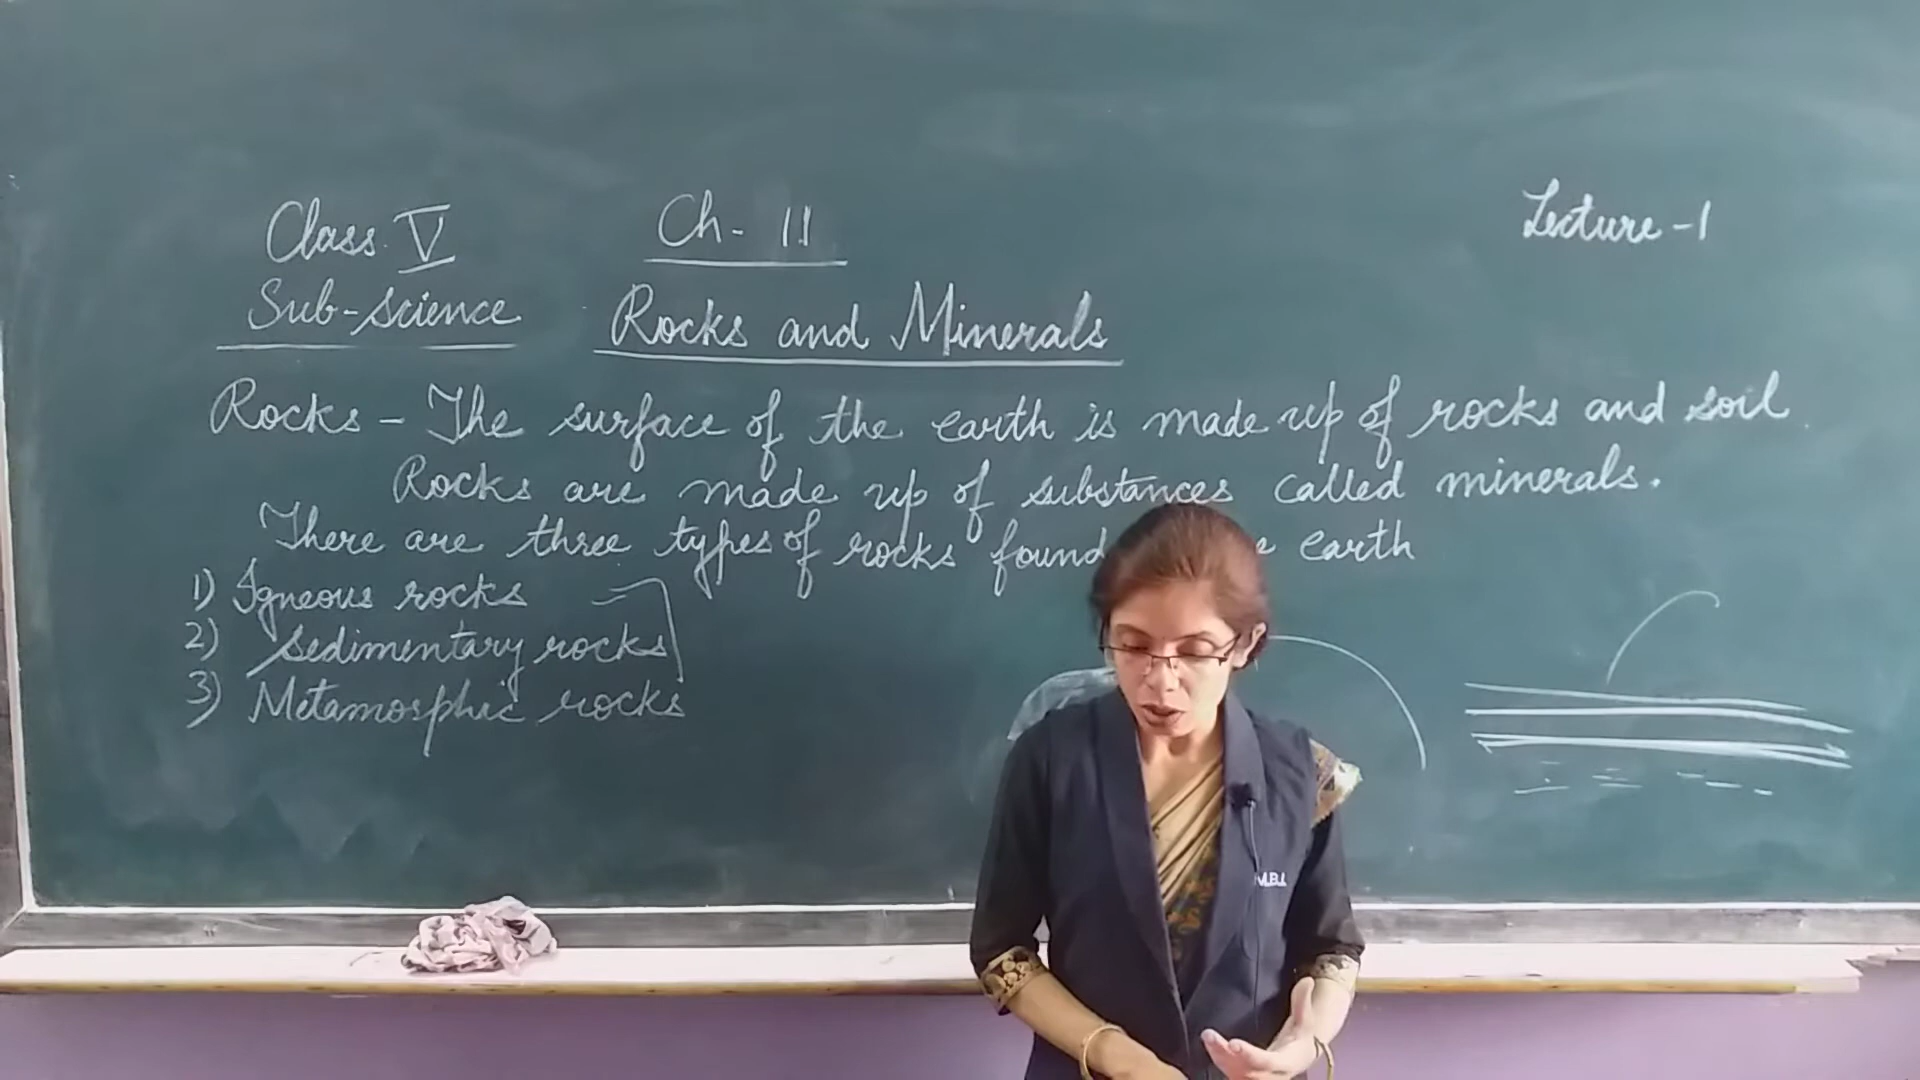 Class V Ch- 11 Lecture-1
Sub-science Rocks and Minerals
Rocks - The surface of the earth is made up of rocks and soil
Rocks are made up of substances called minerals.
There are three types of rocks found earth
1) Igneous rocks
2) Sedimentary rocks
3) Metamorphic rocks